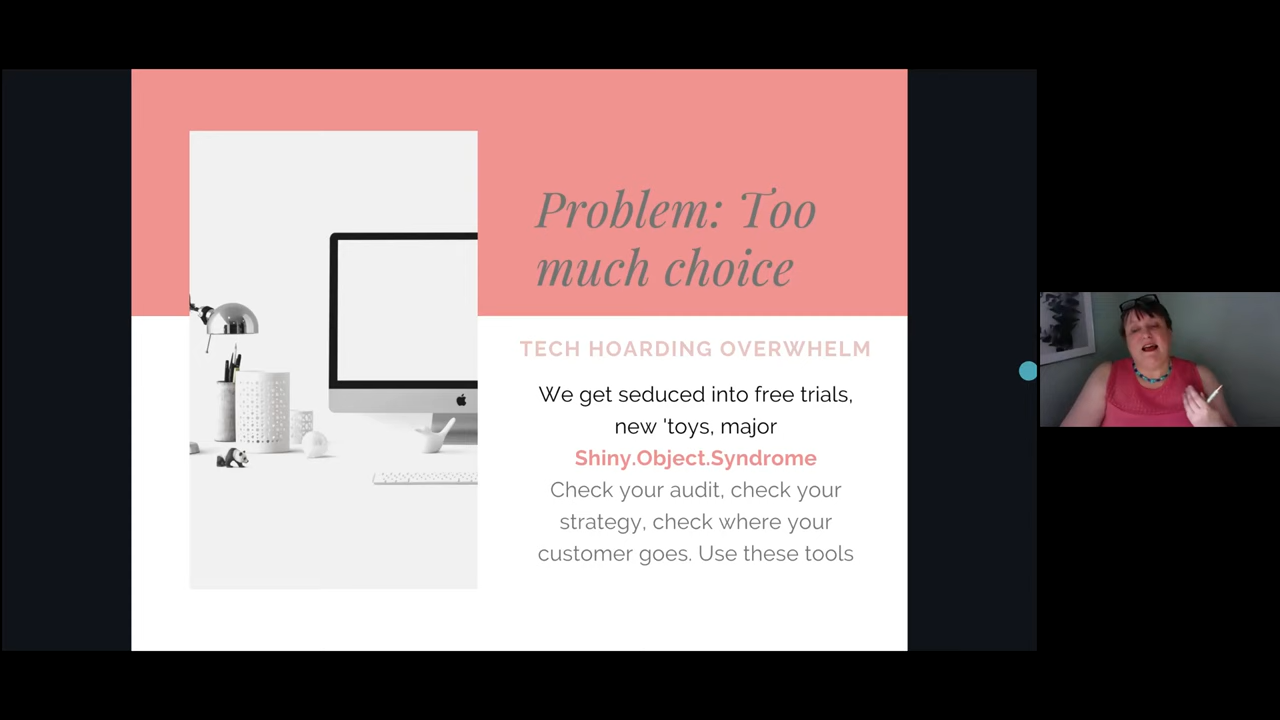 Problem: Too
much choice
TECH HOARDING OVERWHELM
We get seduced into free trials,
new 'toys, major
Shiny.Object.Syndrome
Check your audit, check your
strategy, check where your
customer goes. Use these tools